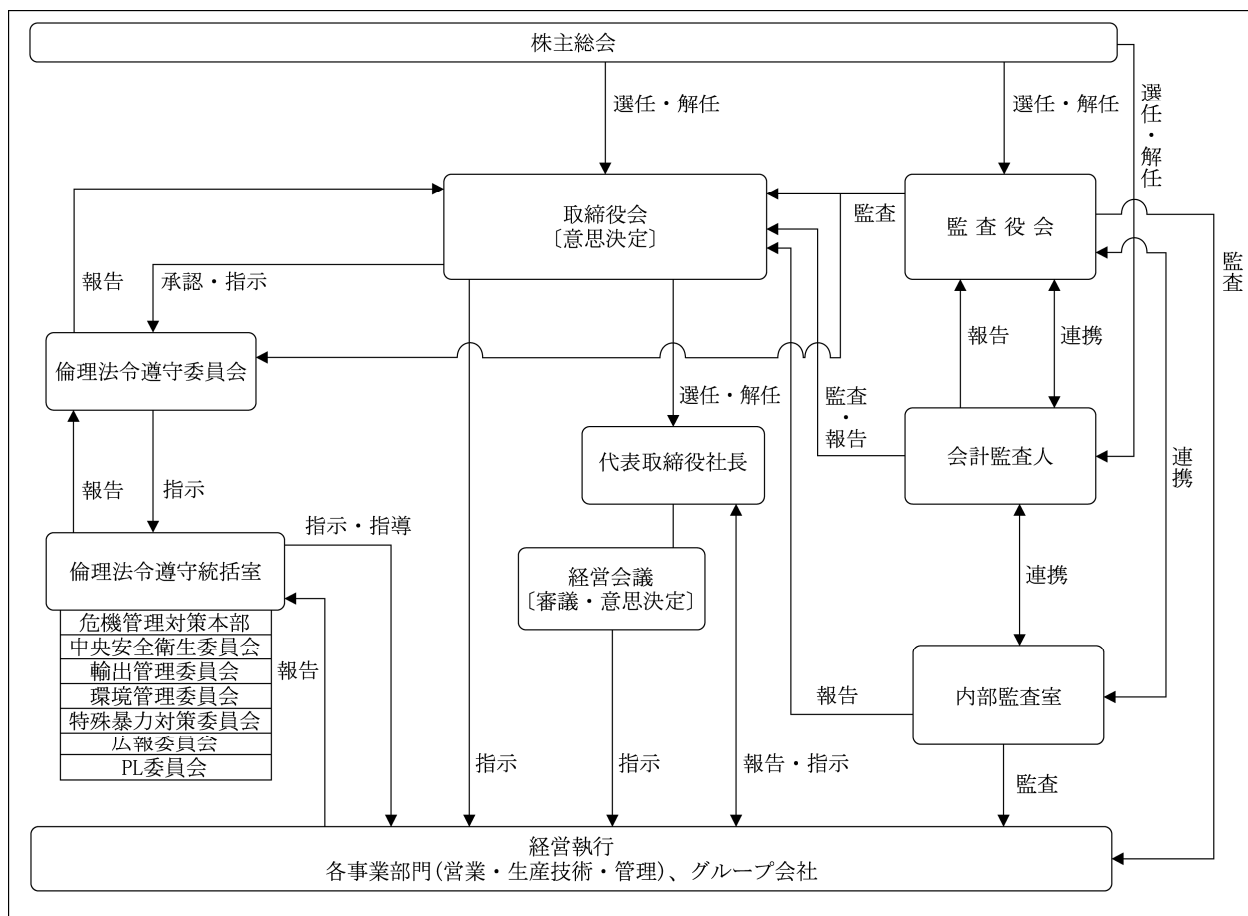 株主総会
選任・解任
選任・解任
選任・解任
取締役会
〔意思決定〕
監査
監査役会
監査
報告
承認・指示
報告
連携
倫理法令遵守委員会
選任・解任
監査・報告
代表取締役社長
会計監査人
連携
報告
指示
指示・指導
倫理法令遵守統括室
経営会議
〔審議・意思決定〕
連携
危機管理対策本部
中央安全衛生委員会
輸出管理委員会
環境管理委員会
特殊暴力対策委員会
広報委員会
PL委員会
報告
報告
内部監査室
指示
指示
報告・指示
監査
経営執行
各事業部門(営業・生産技術・管理)、グループ会社